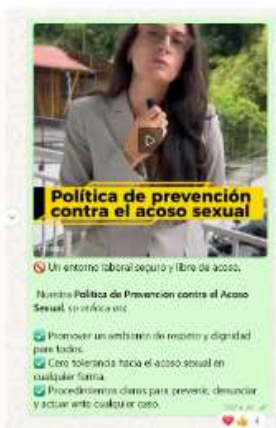 Política de prevención
contra el acoso sexual
🚫 Un entorno laboral seguro y libre de acoso.
Nuestra Política de Prevención contra el Acoso
Sexual, se enfoca en:
✅ Promover un ambiente de respeto y dignidad
para todos.
✅ Cero tolerancia hacia el acoso sexual en
cualquier forma.
✅ Procedimientos claros para prevenir, denunciar
y actuar ante cualquier caso.
4